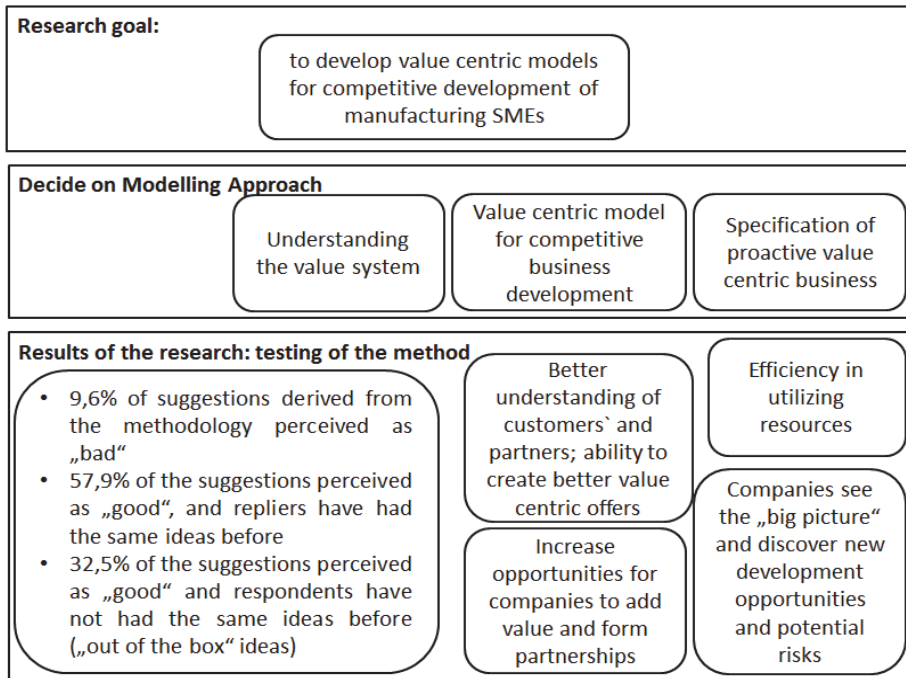 Research goal:
to develop value centric models
for competitive development of
manufacturing SMEs
Decide on Modelling Approach
Understanding
the value system
Value centric model
for competitive
business
development
Specification of
proactive value
centric business
Results of the research: testing of the method
• 9,6% of suggestions derived from
the methodology perceived as
„bad“
• 57,9% of the suggestions perceived
as „good“, and repliers have had
the same ideas before
• 32,5% of the suggestions perceived
as „good“ and respondents have
not had the same ideas before
(„out of the box“ ideas)
Better
understanding of
customers` and
partners; ability to
create better value
centric offers
Efficiency in
utilizing
resources
Increase
opportunities for
companies to add
value and form
partnerships
Companies see
the „big picture“
and discover new
development
opportunities
and potential
risks